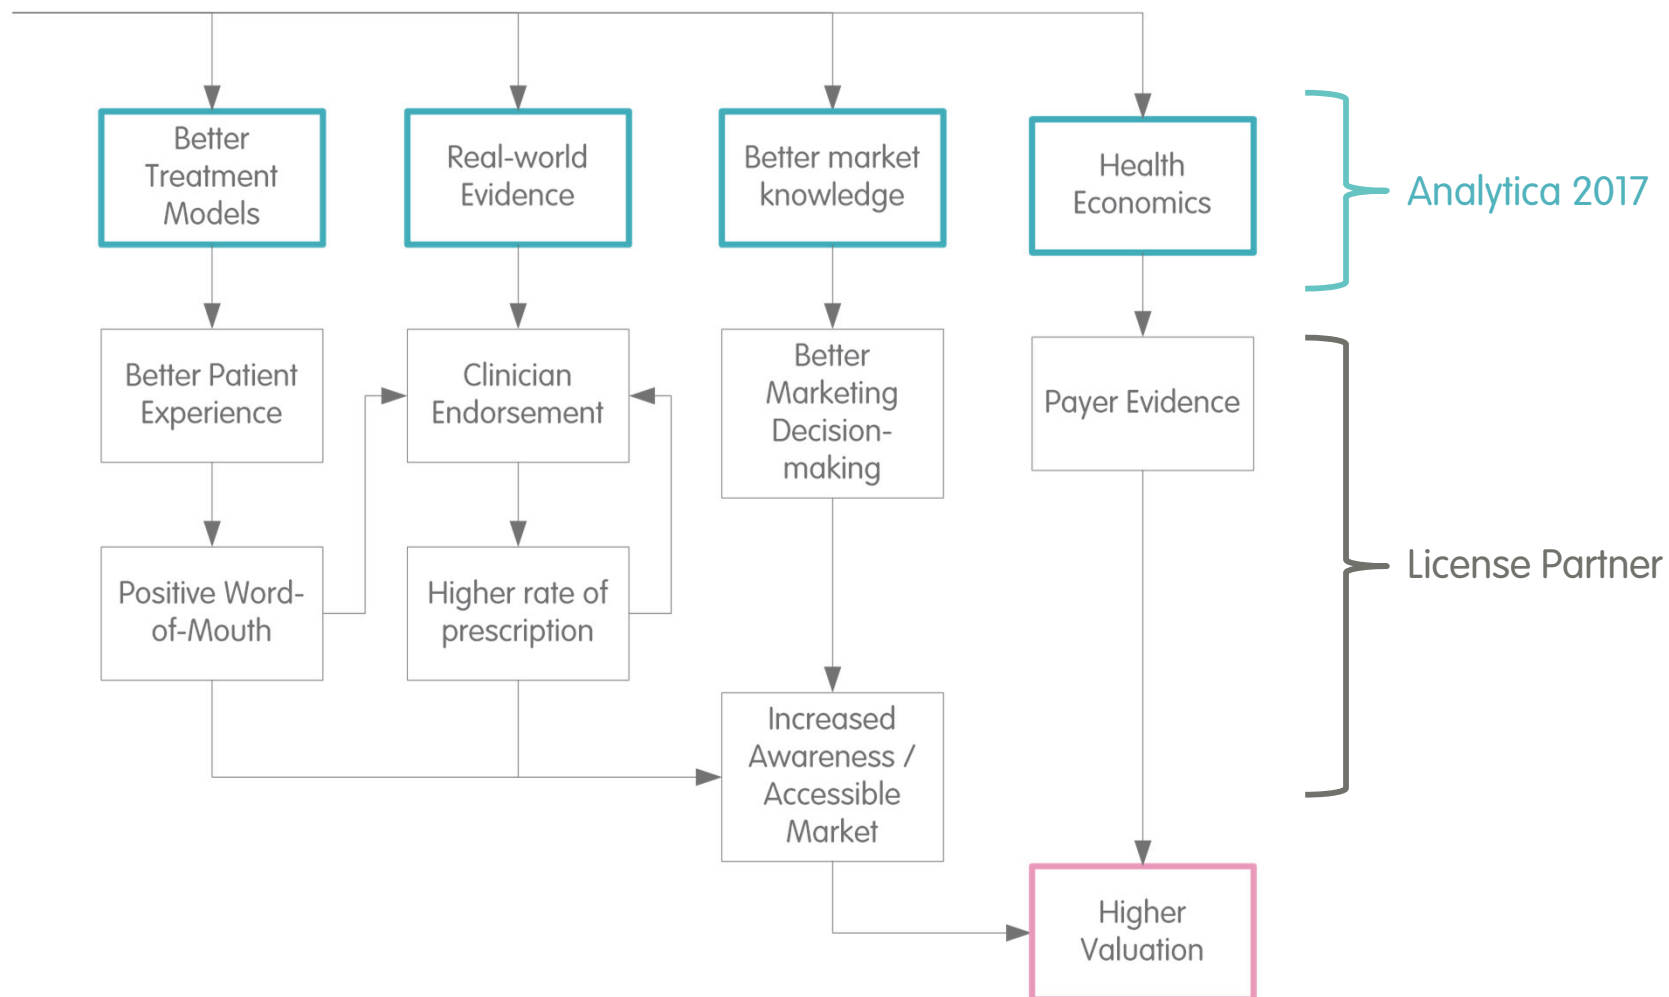 Better
Treatment
Models
Real-world
Evidence
Better market
knowledge
Health
Economics
Analytica 2017
Better Patient
Experience
Clinician
Endorsement
Better
Marketing
Decision-
making
Payer Evidence
License Partner
Positive Word-
of-Mouth
Higher rate of
prescription
Increased
Awareness /
Accessible
Market
Higher
Valuation